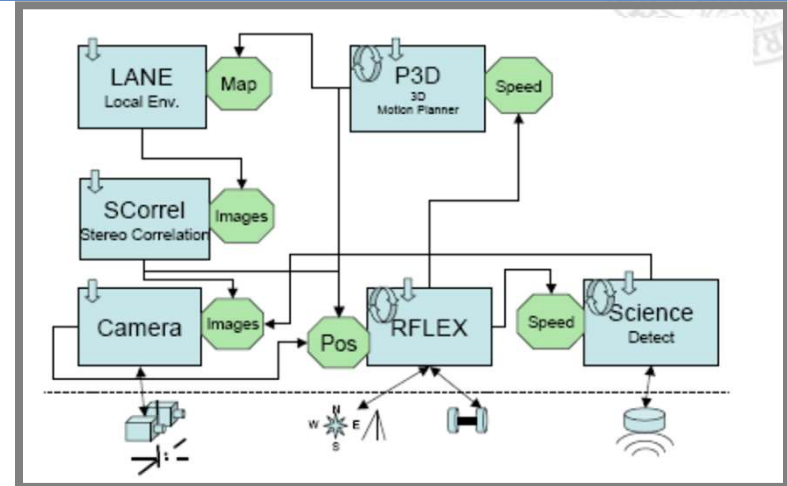 LANE
Local Env.
Map
P3D
3D
Motion Planner
Speed
SCorrel
Stereo Correlation
Images
Camera
Images
Pos
RFLEX
Speed
Science
Detect
N
W E
S